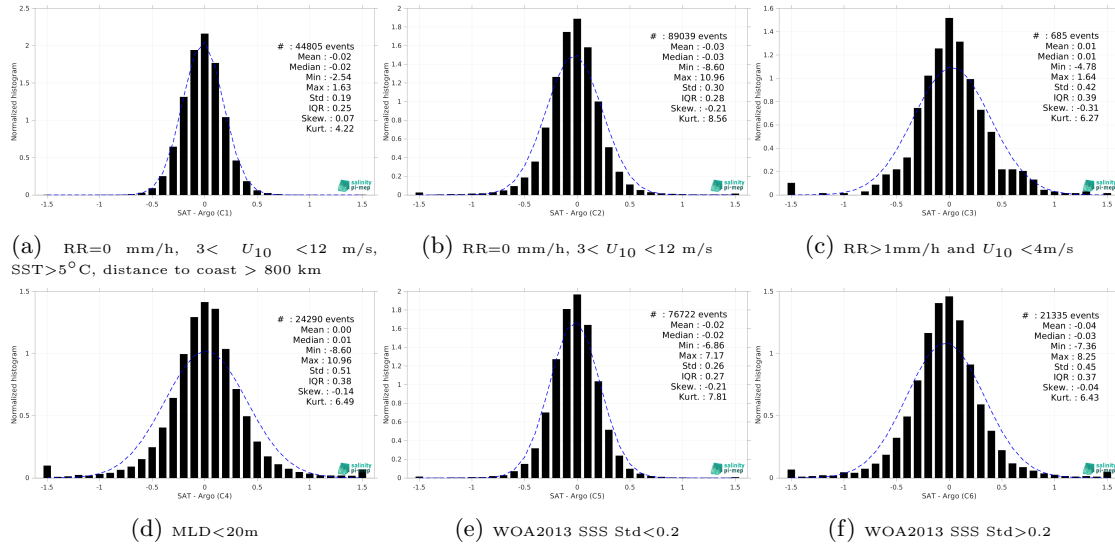 Normalized histogram
2.5
2
1.5
1
0.5
0
-1.5 -1 -0.5 0 0.5 1 1.5
SAT - Argo (C1)
# : 44805 events
Mean : -0.02
Median : -0.02
Min : -2.54
Max : 1.63
Std : 0.19
IQR : 0.25
Skew. : 0.07
Kurt. : 4.22
salinity
pi-mep
(a) RR=0 mm/h, 3< U10 <12 m/s,
SST>5°C, distance to coast > 800 km
Normalized histogram
2
1.8
1.6
1.4
1.2
1
0.8
0.6
0.4
0.2
0
-1.5 -1 -0.5 0 0.5 1 1.5
SAT - Argo (C2)
# : 89039 events
Mean : -0.03
Median : -0.03
Min : -8.60
Max : 10.96
Std : 0.30
IQR : 0.28
Skew. : -0.21
Kurt. : 8.56
salinity
pi-mep
(b) RR=0 mm/h, 3< U10 <12 m/s
Normalized histogram
1.6
1.4
1.2
1
0.8
0.6
0.4
0.2
0
-1.5 -1 -0.5 0 0.5 1 1.5
SAT - Argo (C3)
# : 685 events
Mean : 0.01
Median : 0.01
Min : -4.78
Max : 1.64
Std : 0.42
IQR : 0.39
Skew. : -0.31
Kurt. : 6.27
salinity
pi-mep
(c) RR>1mm/h and U10 <4m/s
Normalized histogram
1.5
1
0.5
0
-1.5 -1 -0.5 0 0.5 1 1.5
SAT - Argo (C4)
# : 24290 events
Mean : 0.00
Median : 0.01
Min : -8.60
Max : 10.96
Std : 0.51
IQR : 0.38
Skew. : -0.14
Kurt. : 6.49
salinity
pi-mep
(d) MLD<20m
Normalized histogram
2
1.8
1.6
1.4
1.2
1
0.8
0.6
0.4
0.2
0
-1.5 -1 -0.5 0 0.5 1 1.5
SAT - Argo (C5)
# : 76722 events
Mean : -0.02
Median : -0.02
Min : -6.86
Max : 7.17
Std : 0.26
IQR : 0.27
Skew. : -0.21
Kurt. : 7.81
salinity
pi-mep
(e) WOA2013 SSS Std<0.2
Normalized histogram
1.5
1
0.5
0
-1.5 -1 -0.5 0 0.5 1 1.5
SAT - Argo (C6)
# : 21335 events
Mean : -0.04
Median : -0.03
Min : -7.36
Max : 8.25
Std : 0.45
IQR : 0.37
Skew. : -0.04
Kurt. : 6.43
salinity
pi-mep
(f) WOA2013 SSS Std>0.2